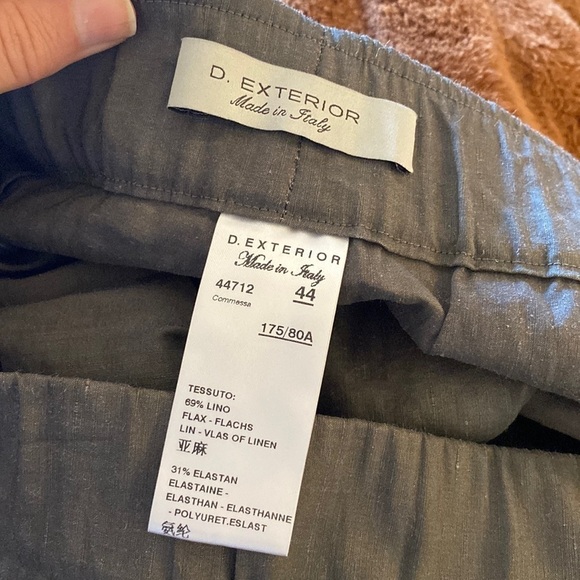 D. EXTERIOR
Made in Italy
D. EXTERIOR
Made in Italy
44712 44
Commessa
175/80A
TESSUTO:
69% LINO
FLAX - FLACHS
LIN - VLAS OF LINEN
亚麻
31% ELASTAN
ELASTAINE -
ELASTHAN - ELASTHANNE
- POLYURET.ESLAST
氨纶